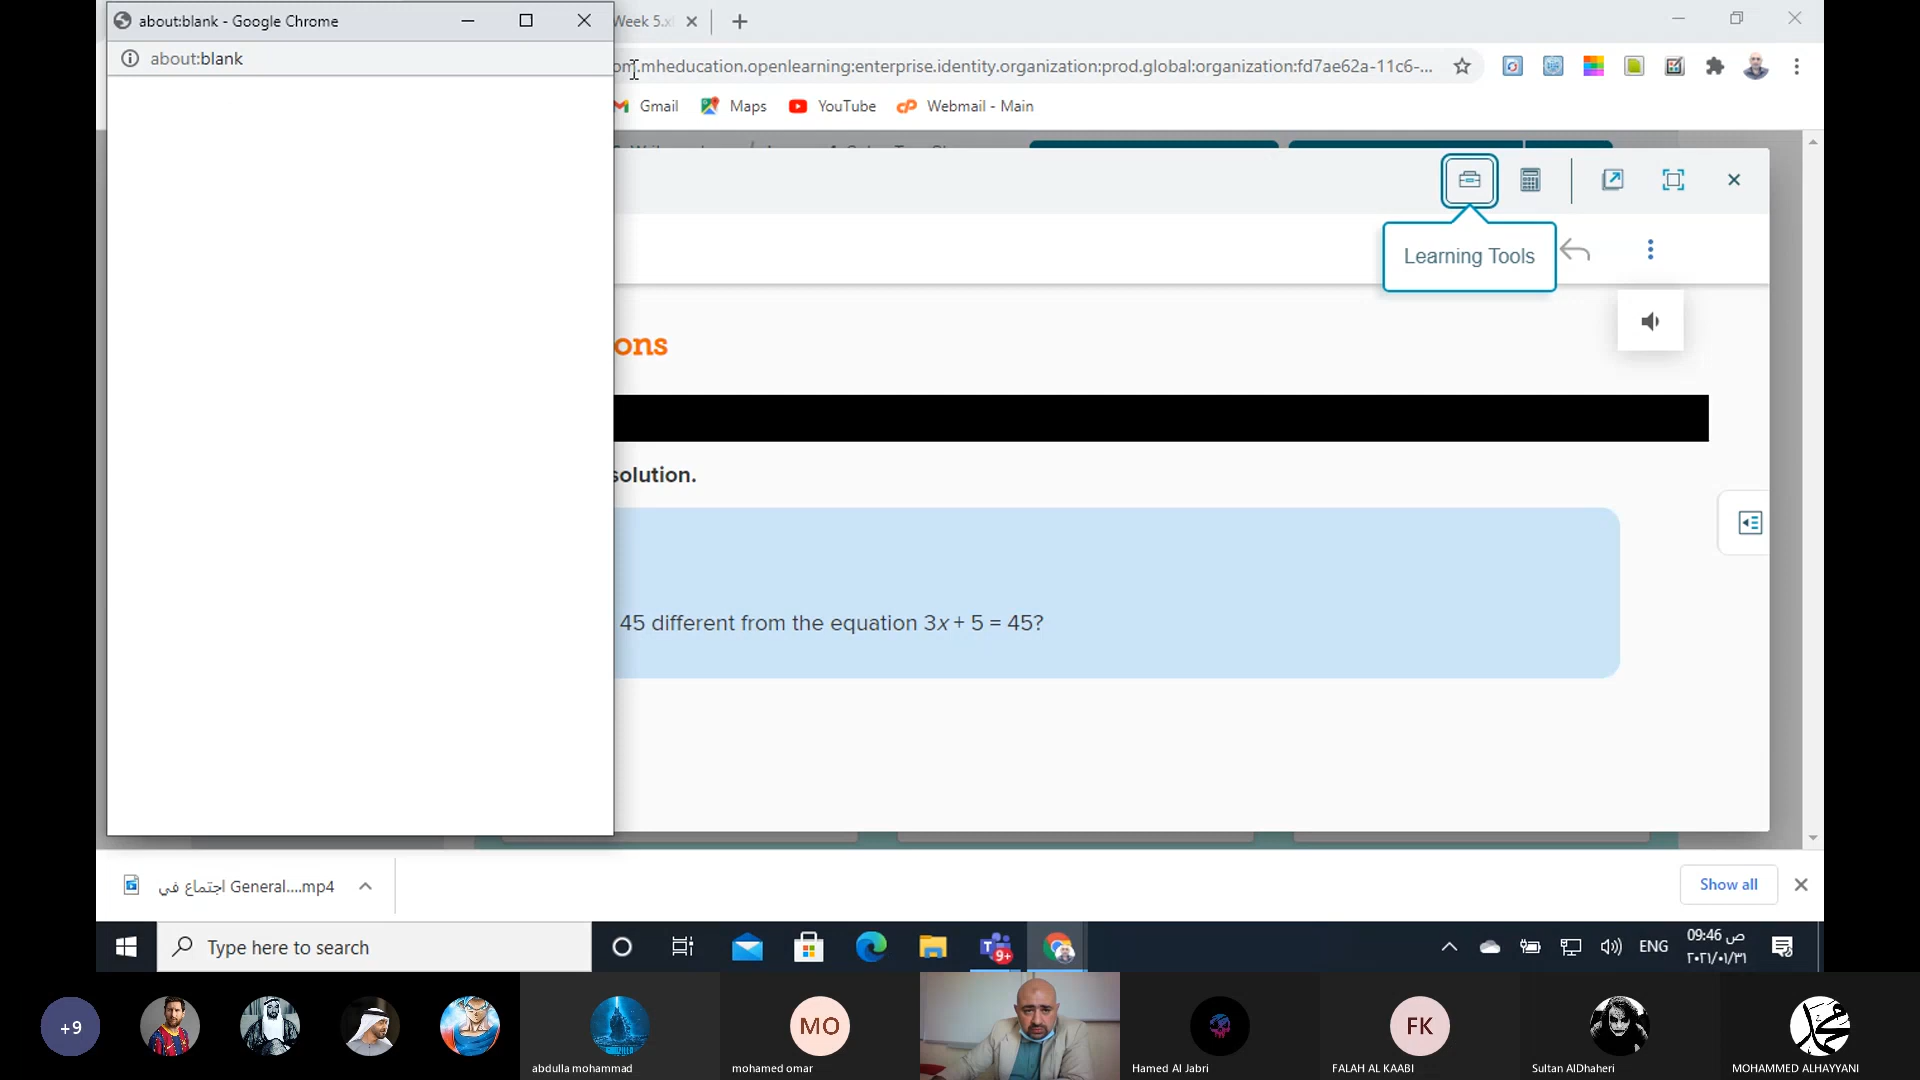 about:blank - Google Chrome
Week 5.x
about:blank
om.mheducation.openlearning:enterprise.identity.organization:prod.global:organization:fd7ae62a-11c6-...
Gmail
Maps
YouTube
Webmail - Main
Learning Tools
ons
solution.
45 different from the equation 3x + 5 = 45?
اجتماع في General....mp4
Show all
Type here to search
9+
ENG
09:46 ص
٢٠٢١/٠١/٣١
+9
MO
FK
abdulla mohammad
mohamed omar
Hamed Al Jabri
FALAH AL KAABI
Sultan AlDhaheri
MOHAMMED ALHAYYANI